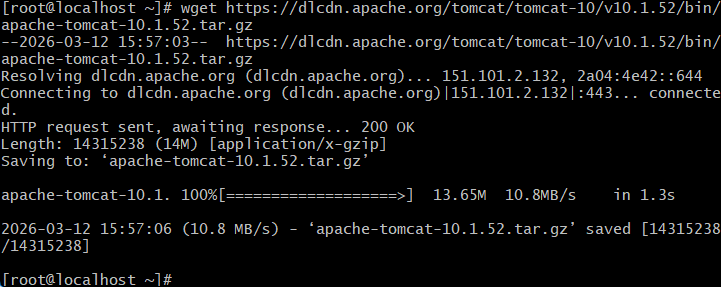 [root@localhost ~]# wget https://dlcdn.apache.org/tomcat/tomcat-10/v10.1.52/bin/
apache-tomcat-10.1.52.tar.gz
--2026-03-12 15:57:03--  https://dlcdn.apache.org/tomcat/tomcat-10/v10.1.52/bin/
apache-tomcat-10.1.52.tar.gz
Resolving dlcdn.apache.org (dlcdn.apache.org)... 151.101.2.132, 2a04:4e42::644
Connecting to dlcdn.apache.org (dlcdn.apache.org)|151.101.2.132|:443... connecte
d.
HTTP request sent, awaiting response... 200 OK
Length: 14315238 (14M) [application/x-gzip]
Saving to: ‘apache-tomcat-10.1.52.tar.gz’
apache-tomcat-10.1. 100%[===================>]  13.65M  10.8MB/s    in 1.3s
2026-03-12 15:57:06 (10.8 MB/s) - ‘apache-tomcat-10.1.52.tar.gz’ saved [14315238
/14315238]
[root@localhost ~]#